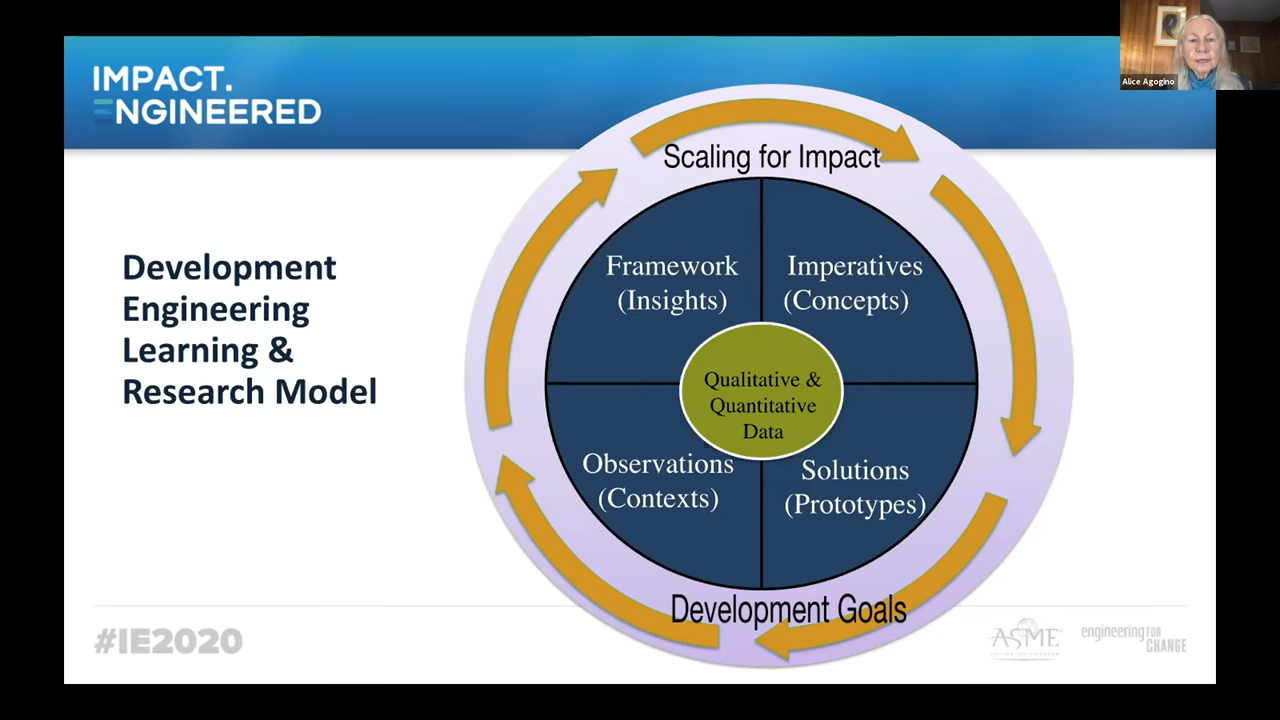 Alice Agogino
IMPACT.
ENGINEERED
Scaling for Impact
Development
Engineering
Learning &
Research Model
Framework
(Insights)
Imperatives
(Concepts)
Qualitative &
Quantitative
Data
Observations
(Contexts)
Solutions
(Prototypes)
Development Goals
#IE2020
ASME
engineering FOR
CHANGE